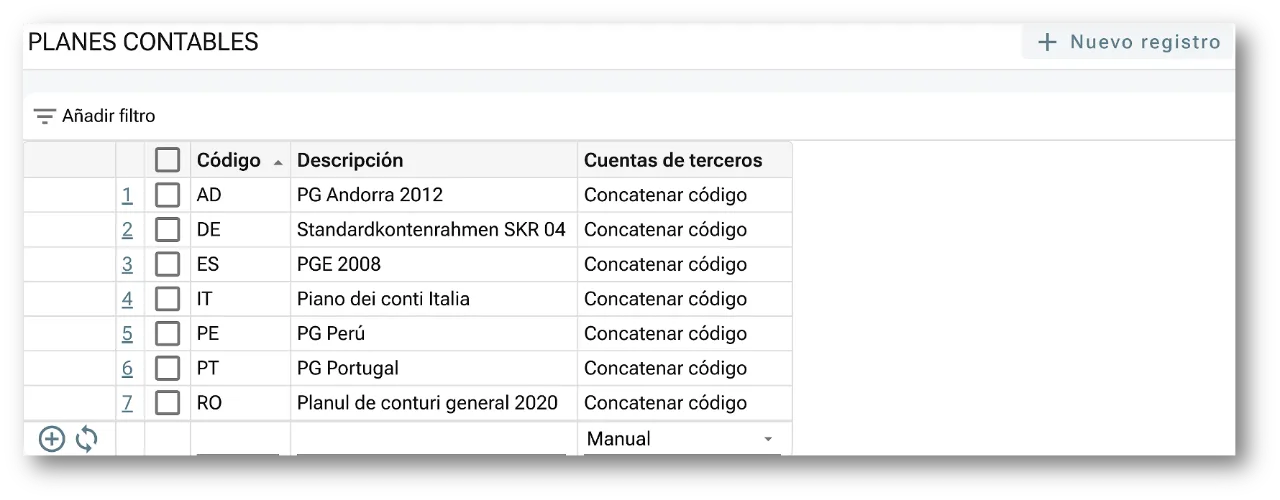 PLANES CONTABLES
+ Nuevo registro
Añadir filtro
Código Descripción Cuentas de terceros
1 AD PG Andorra 2012 Concatenar código
2 DE Standardkontenrahmen SKR 04 Concatenar código
3 ES PGE 2008 Concatenar código
4 IT Piano dei conti Italia Concatenar código
5 PE PG Perú Concatenar código
6 PT PG Portugal Concatenar código
7 RO Planul de conturi general 2020 Concatenar código
Manual